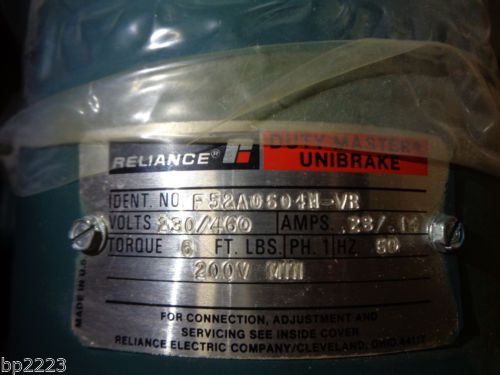 RELIANCE®
DUTY MASTER®
UNIBRAKE
IDENT. NO. F52A0604M-VR
VOLTS 230/460 AMPS. .28/.14
TORQUE 6 FT. LBS. PH. 1 HZ. 60
200V MIN
MADE IN U.S.A.
FOR CONNECTION, ADJUSTMENT AND
SERVICING SEE INSIDE COVER
RELIANCE ELECTRIC COMPANY/CLEVELAND, OHIO 44117
bp2223